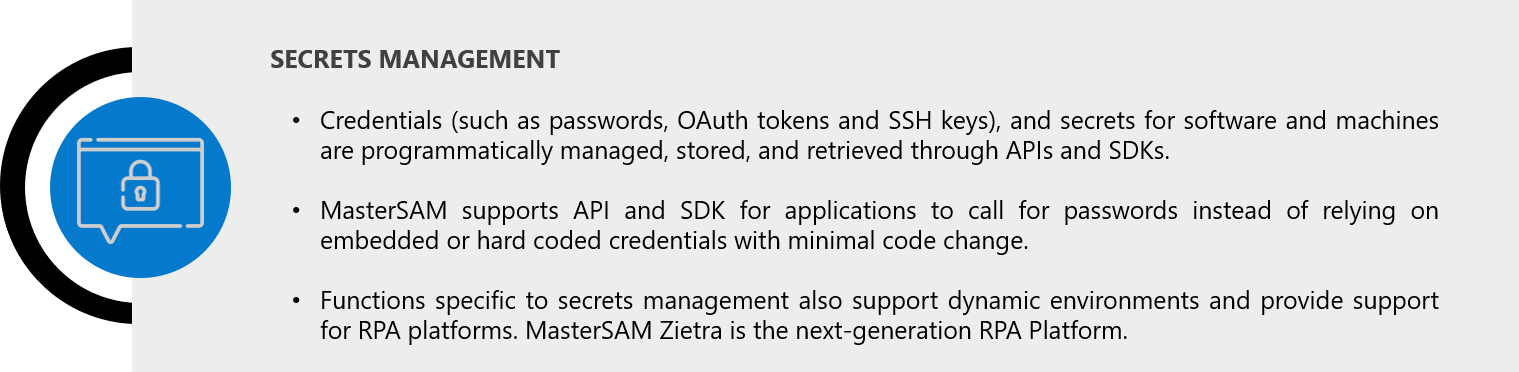 SECRETS MANAGEMENT
• Credentials (such as passwords, OAuth tokens and SSH keys), and secrets for software and machines
are programmatically managed, stored, and retrieved through APIs and SDKs.
• MasterSAM supports API and SDK for applications to call for passwords instead of relying on
embedded or hard coded credentials with minimal code change.
• Functions specific to secrets management also support dynamic environments and provide support
for RPA platforms. MasterSAM Zietra is the next-generation RPA Platform.